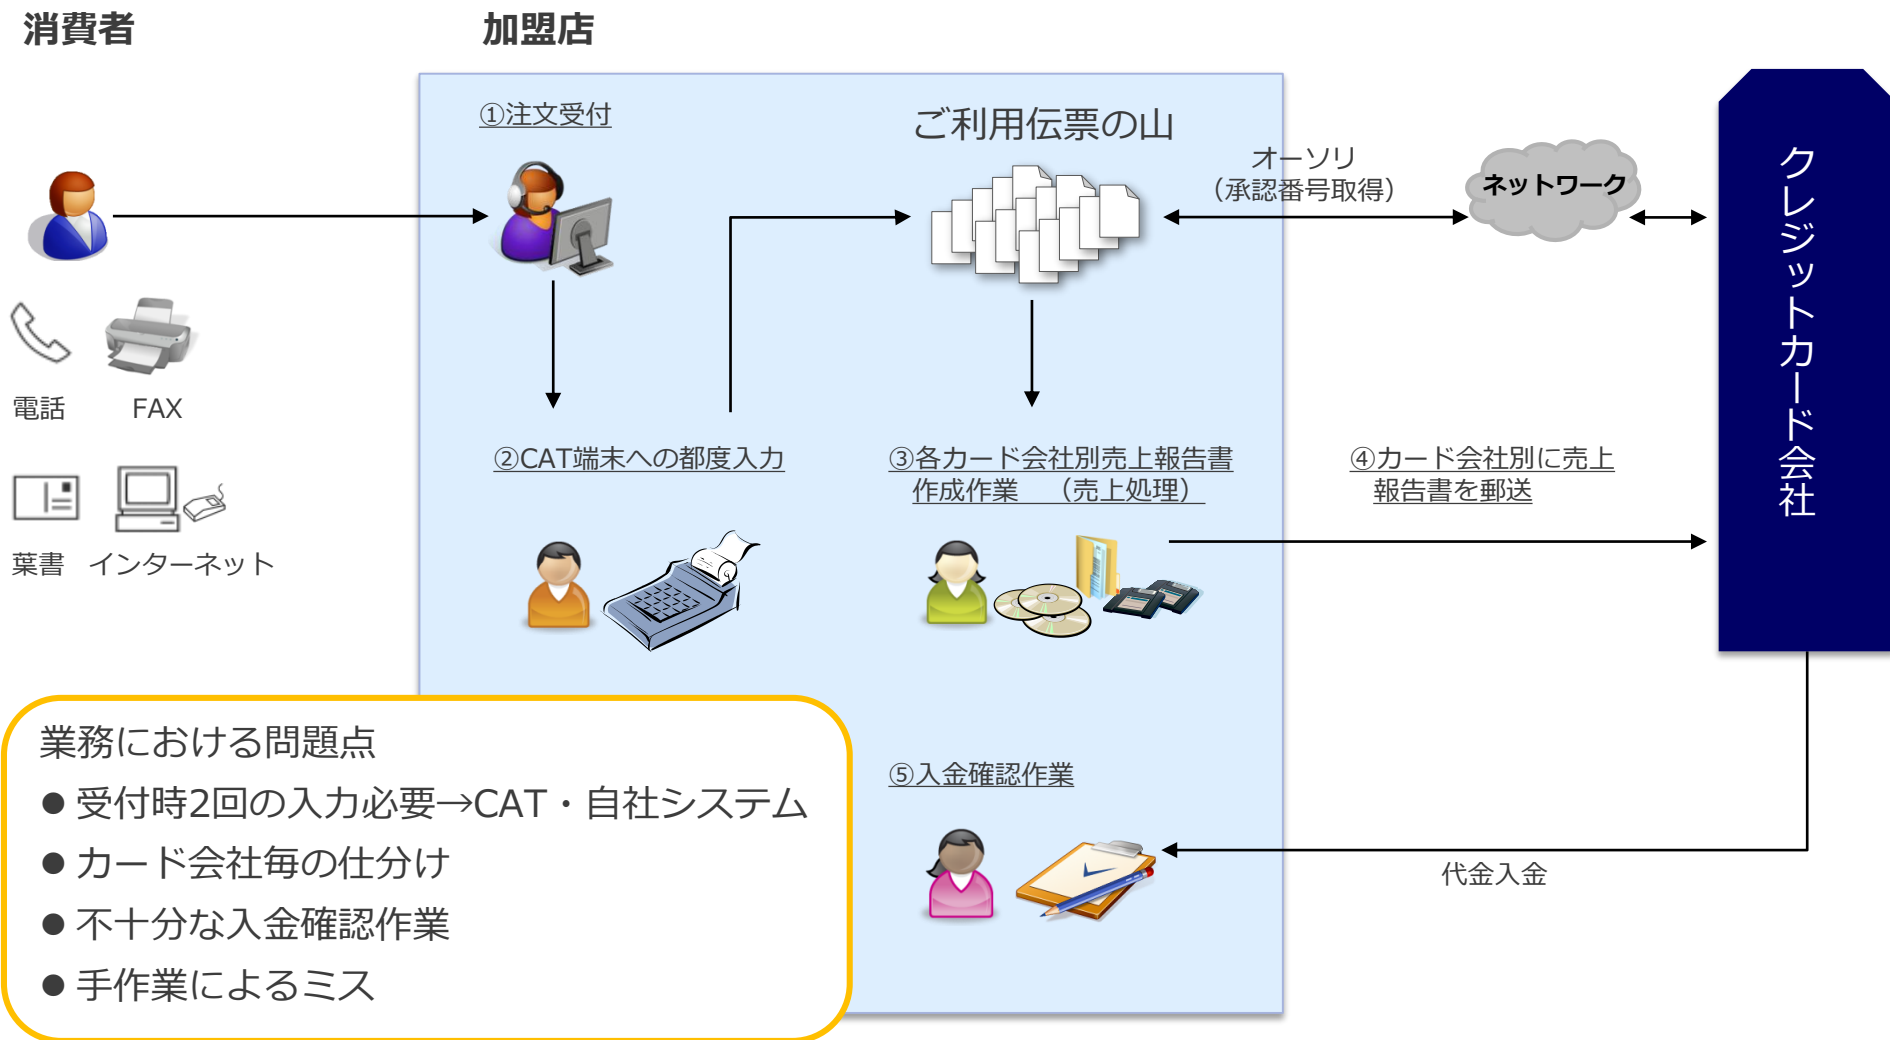 消費者
加盟店
①注文受付
ご利用伝票の山
オーソリ
（承認番号取得）
ネットワーク
クレジットカード会社
電話
FAX
葉書
インターネット
②CAT端末への都度入力
③各カード会社別売上報告書
作成作業　（売上処理）
④カード会社別に売上
報告書を郵送
業務における問題点
● 受付時2回の入力必要→CAT・自社システム
● カード会社毎の仕分け
● 不十分な入金確認作業
● 手作業によるミス
⑤入金確認作業
代金入金